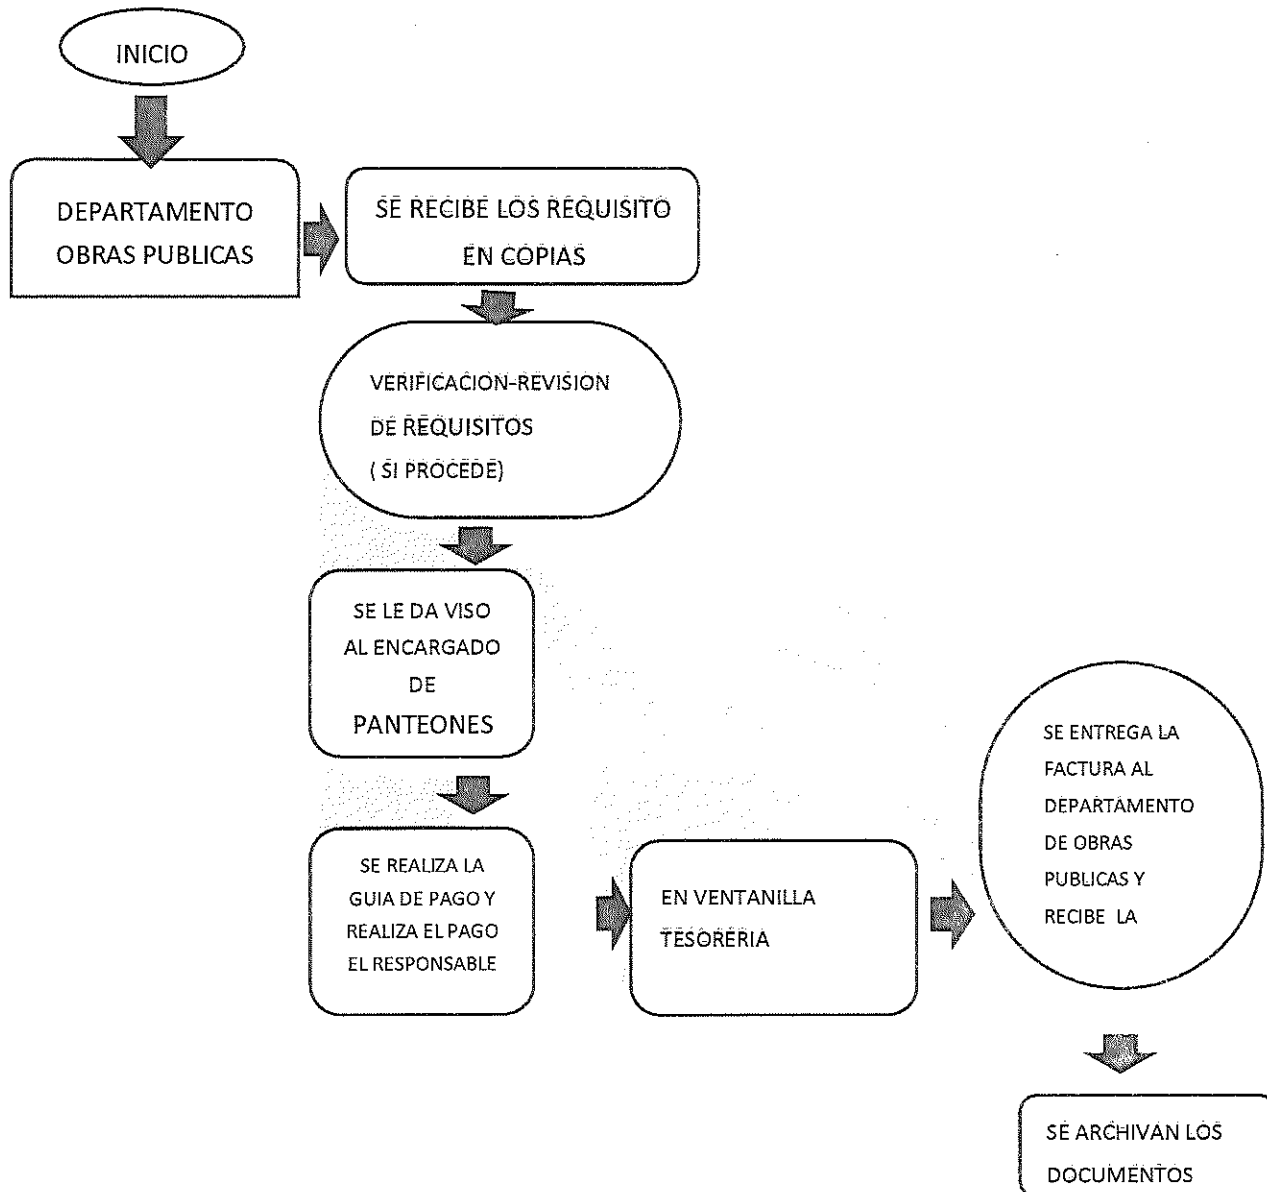 INICIO
DEPARTAMENTO
OBRAS PUBLICAS
SE RECIBE LOS REQUISITO
EN COPIAS
VERIFICACION-REVISION
DE REQUISITOS
( SI PROCEDE)
SE LE DA VISO
AL ENCARGADO
DE
PANTEONES
SE REALIZA LA
GUIA DE PAGO Y
REALIZA EL PAGO
EL RESPONSABLE
EN VENTANILLA
TESORERIA
SE ENTREGA LA
FACTURA AL
DEPARTAMENTO
DE OBRAS
PUBLICAS Y
RECIBE LA
SE ARCHIVAN LOS
DOCUMENTOS